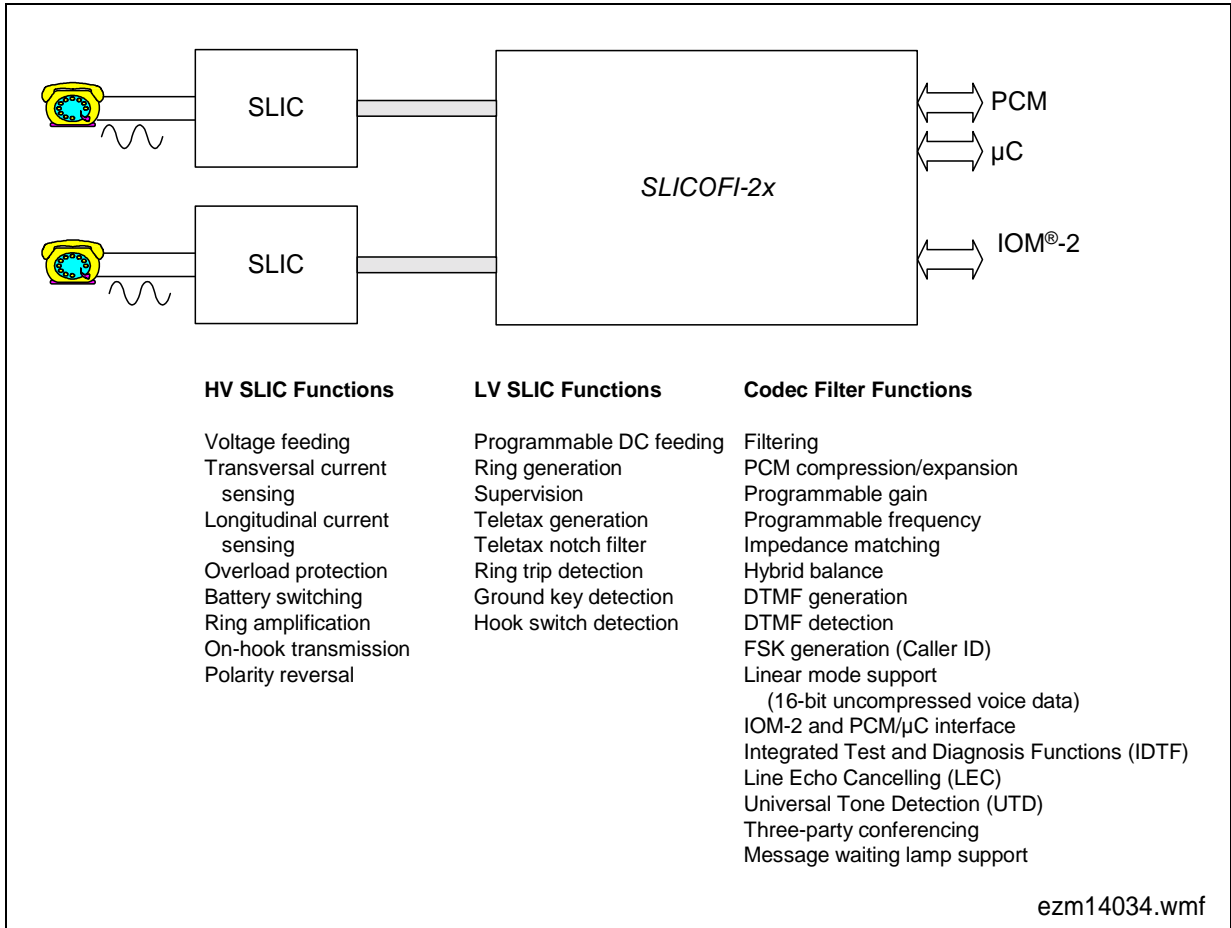 SLIC
PCM
µC
SLICOFI-2x
IOM®-2
SLIC
HV SLIC Functions
Voltage feeding
Transversal current
sensing
Longitudinal current
sensing
Overload protection
Battery switching
Ring amplification
On-hook transmission
Polarity reversal
LV SLIC Functions
Programmable DC feeding
Ring generation
Supervision
Teletax generation
Teletax notch filter
Ring trip detection
Ground key detection
Hook switch detection
Codec Filter Functions
Filtering
PCM compression/expansion
Programmable gain
Programmable frequency
Impedance matching
Hybrid balance
DTMF generation
DTMF detection
FSK generation (Caller ID)
Linear mode support
(16-bit uncompressed voice data)
IOM-2 and PCM/µC interface
Integrated Test and Diagnosis Functions (IDTF)
Line Echo Cancelling (LEC)
Universal Tone Detection (UTD)
Three-party conferencing
Message waiting lamp support
ezm14034.wmf